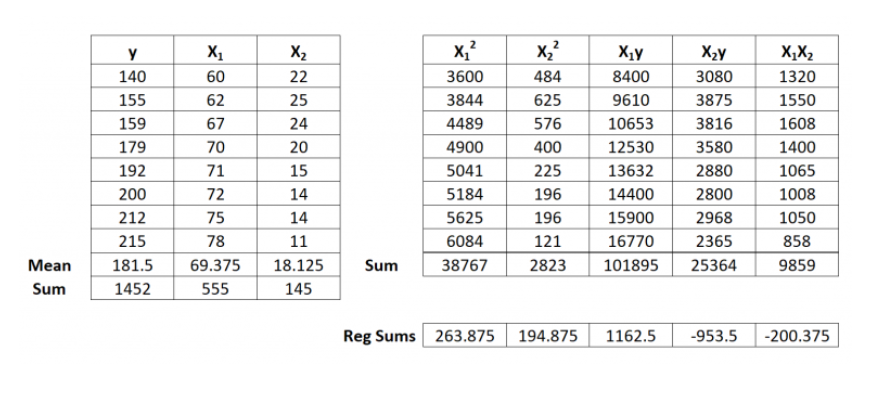 y X₁ X₂ X₁² X₂² X₁y X₂y X₁X₂
140 60 22 3600 484 8400 3080 1320
155 62 25 3844 625 9610 3875 1550
159 67 24 4489 576 10653 3816 1608
179 70 20 4900 400 12530 3580 1400
192 71 15 5041 225 13632 2880 1065
200 72 14 5184 196 14400 2800 1008
212 75 14 5625 196 15900 2968 1050
215 78 11 6084 121 16770 2365 858
Mean 181.5 69.375 18.125 Sum 38767 2823 101895 25364 9859
Sum 1452 555 145
Reg Sums 263.875 194.875 1162.5 -953.5 -200.375